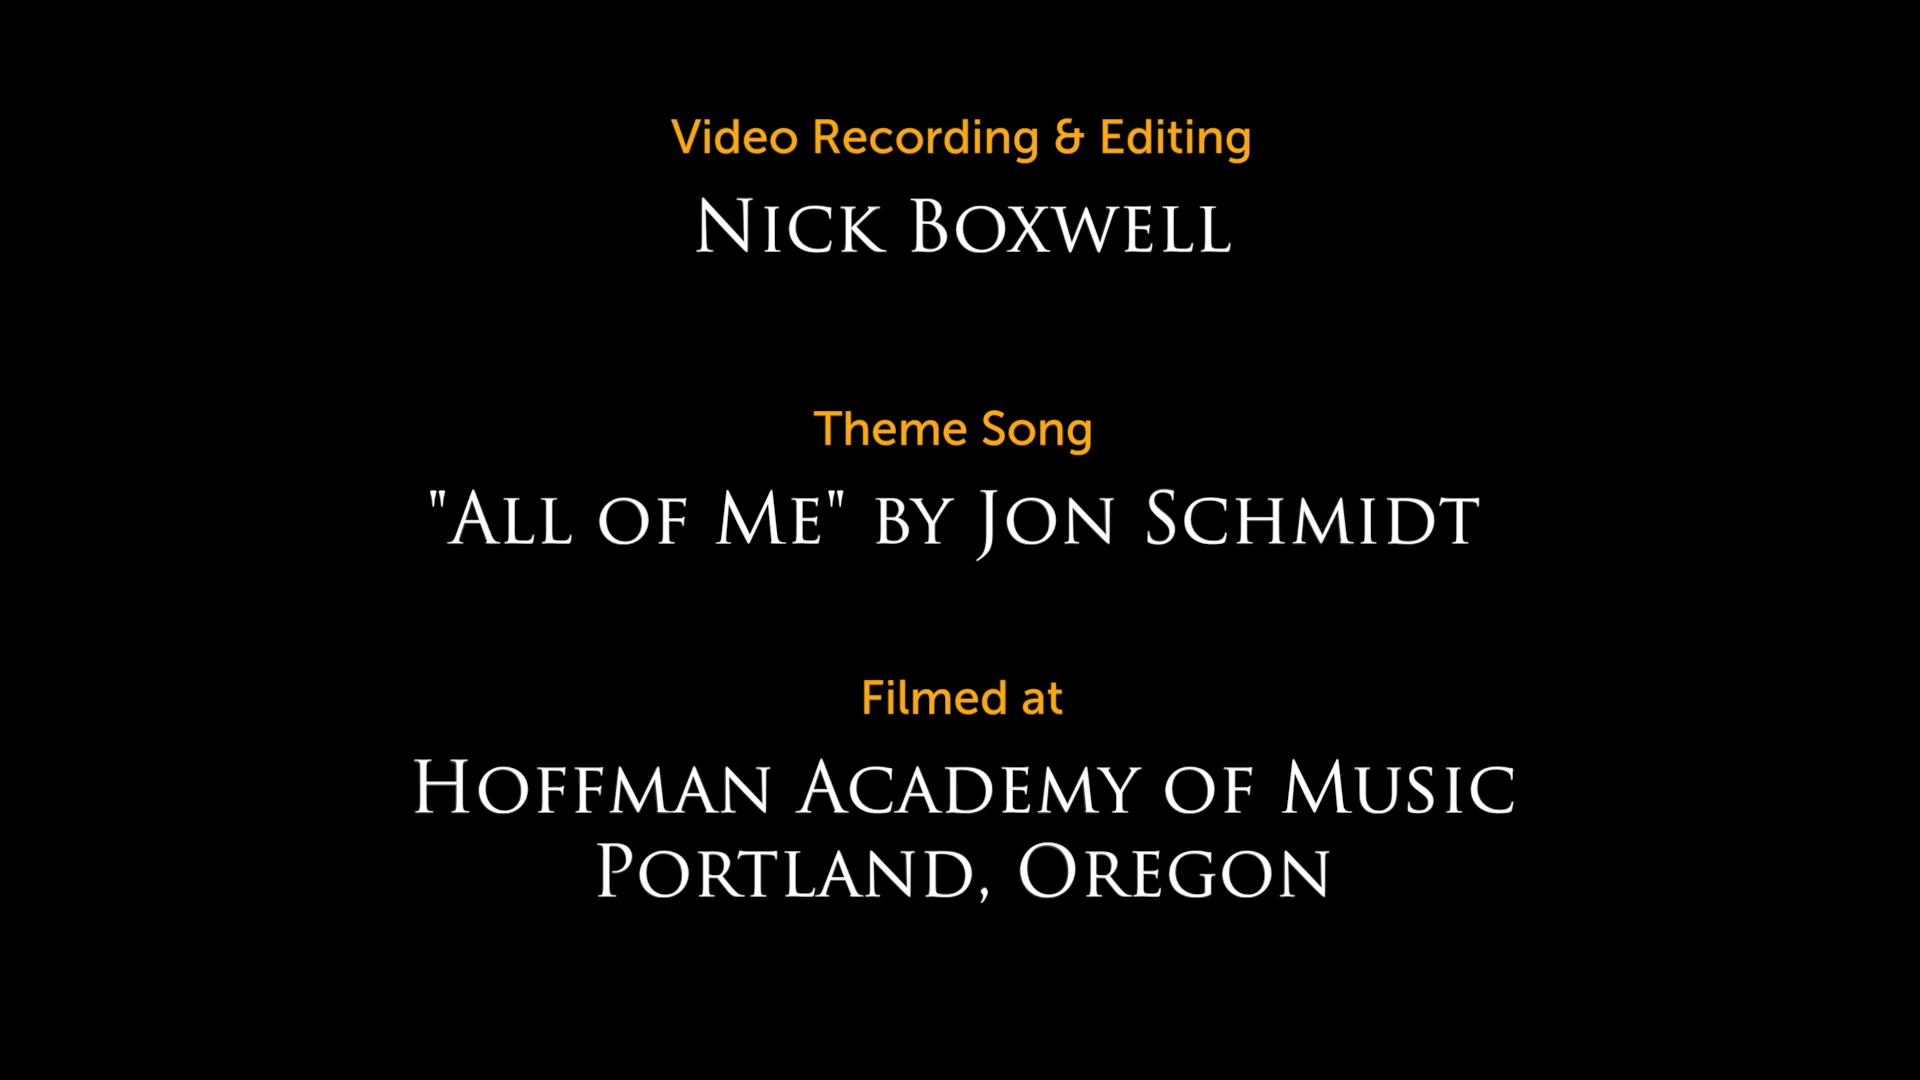 Video Recording & Editing
Nick Boxwell
Theme Song
"All of Me" by Jon Schmidt
Filmed at
Hoffman Academy of Music
Portland, Oregon